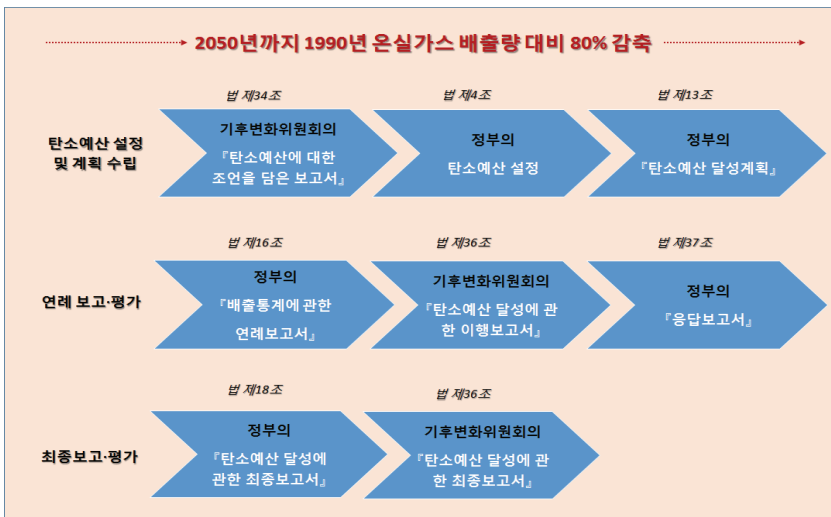 2050년까지 1990년 온실가스 배출량 대비 80% 감축
법 제34조
법 제4조
법 제13조
탄소예산 설정
및 계획 수립
기후변화위원회의
『탄소예산에 대한
조언을 담은 보고서』
정부의
탄소예산 설정
정부의
『탄소예산 달성계획』
법 제16조
법 제36조
법 제37조
연례 보고·평가
정부의
『배출통계에 관한
연례보고서』
기후변화위원회의
『탄소예산 달성에 관
한 이행보고서』
정부의
『응답보고서』
법 제18조
법 제36조
최종보고·평가
정부의
『탄소예산 달성에
관한 최종보고서』
기후변화위원회의
『탄소예산 달성에 관
한 최종보고서』